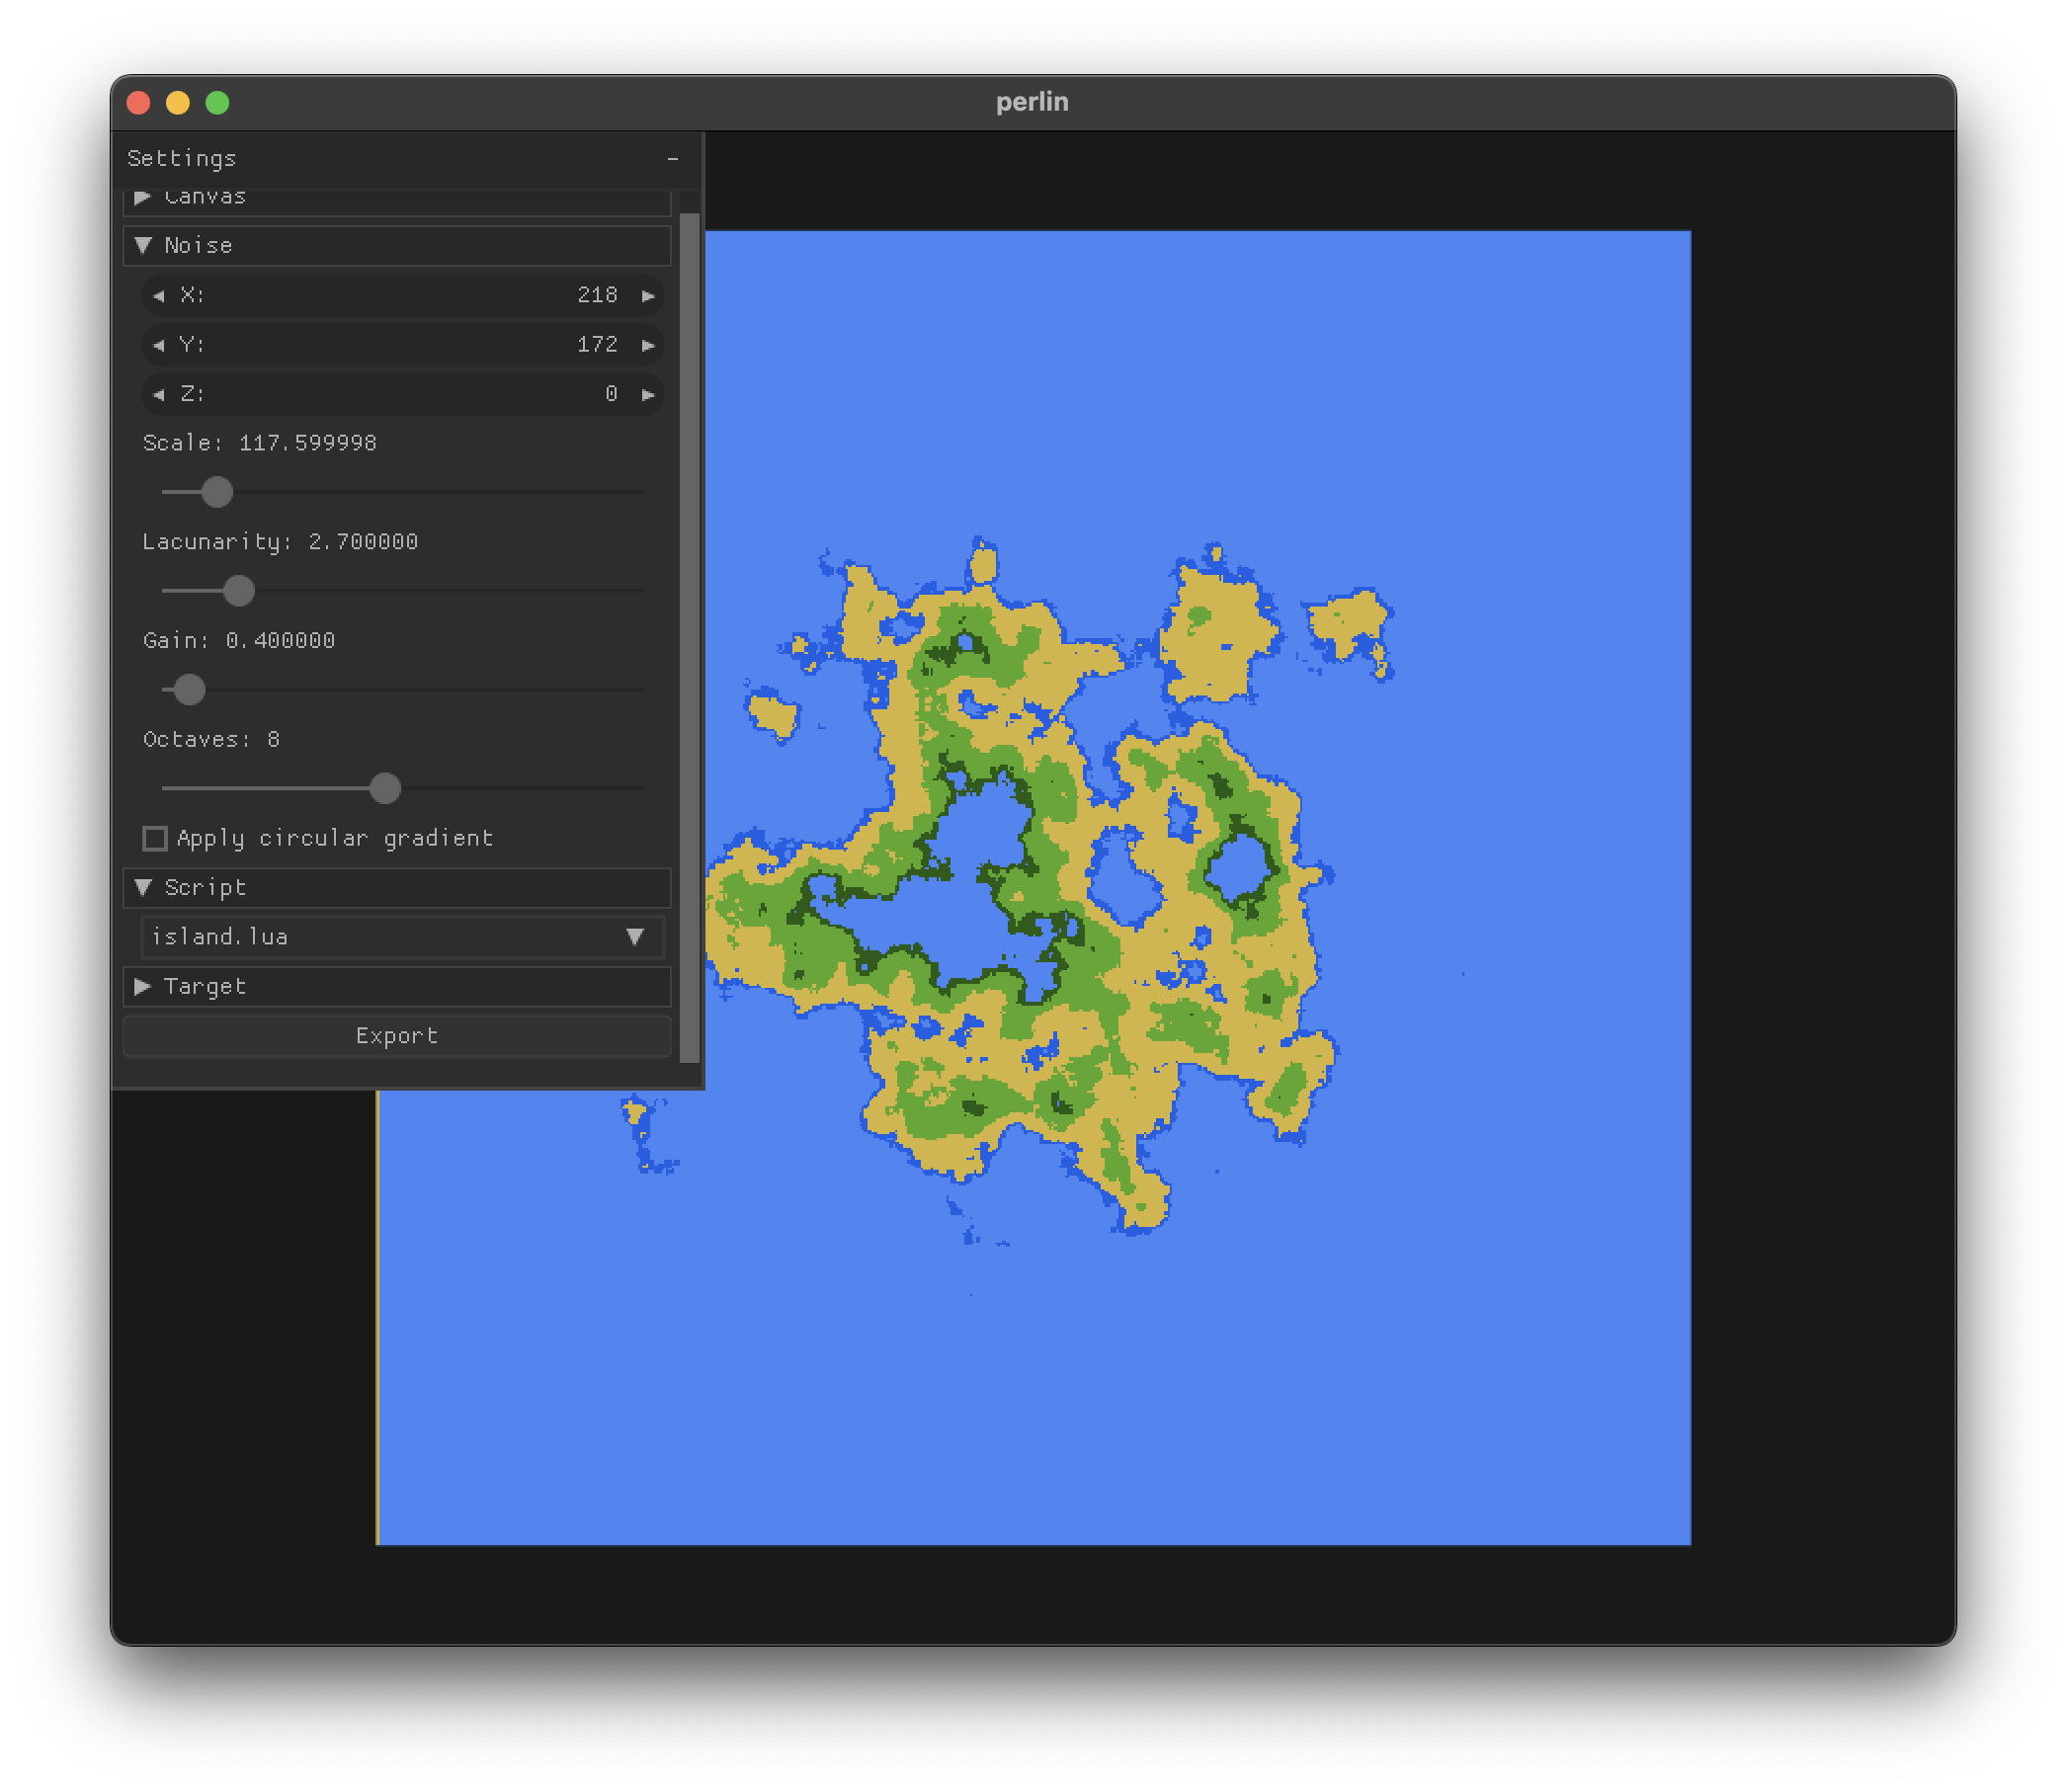 perlin
Settings -
Canvas
Noise
X: 218
Y: 172
Z: 0
Scale: 117.599998
Lacunarity: 2.700000
Gain: 0.400000
Octaves: 8
Apply circular gradient
Script
island.lua
Target
Export